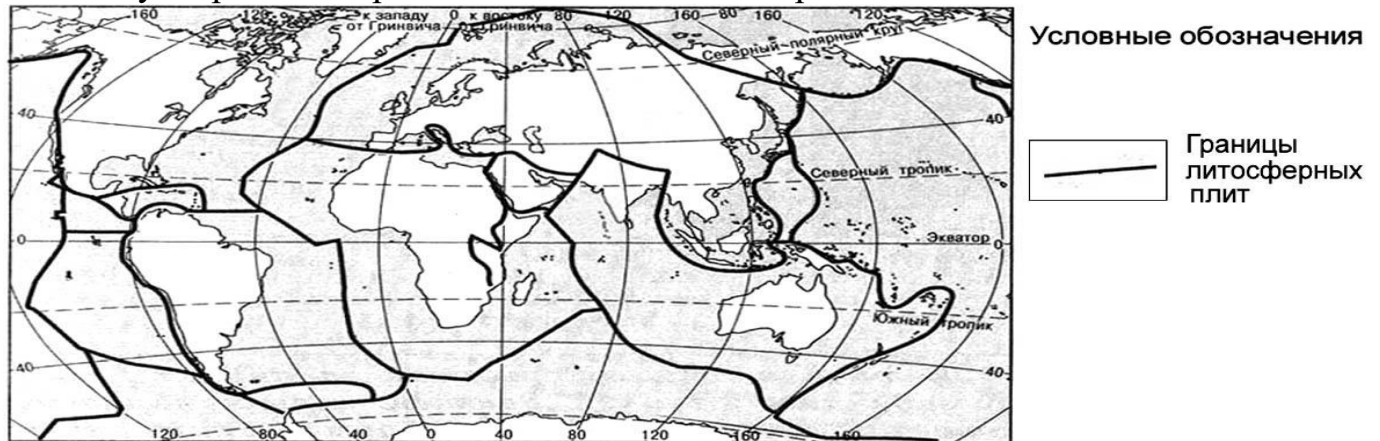 160 120 к западу 0 к востоку 80 160 80 160 120
от Гринвича Гринвича
Северный полярный круг
40 40
Северный тропик
Экватор
0 0
Южный тропик
40 40
120 80 40 0 40 80 120 160 160
Условные обозначения
Границы
литосферных
плит